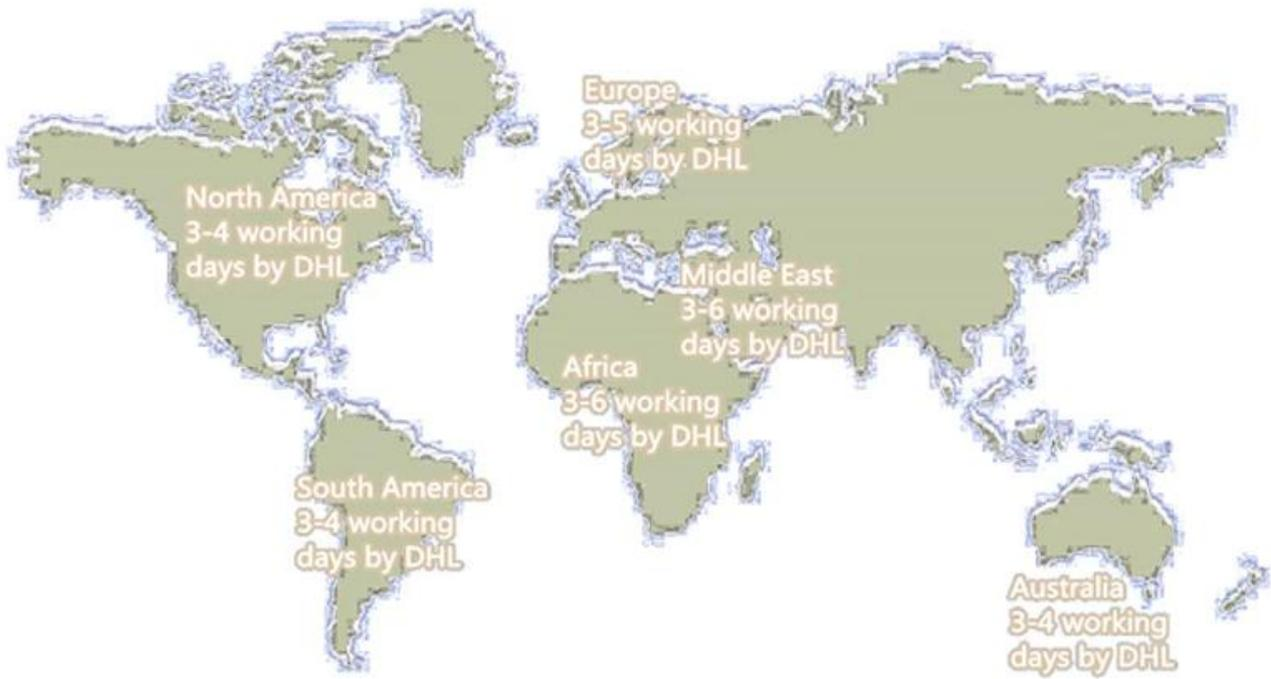 Europe
3-5 working
days by DHL
North America
3-4 working
days by DHL
Middle East
3-6 working
days by DHL
Africa
3-6 working
days by DHL
South America
3-4 working
days by DHL
Australia
3-4 working
days by DHL